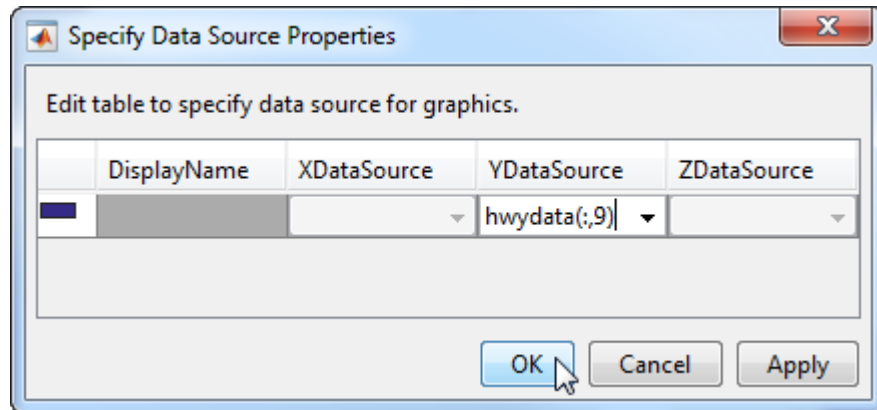 Specify Data Source Properties
x
Edit table to specify data source for graphics.
DisplayName XDataSource YDataSource ZDataSource
hwydata(:,9)
OK Cancel Apply